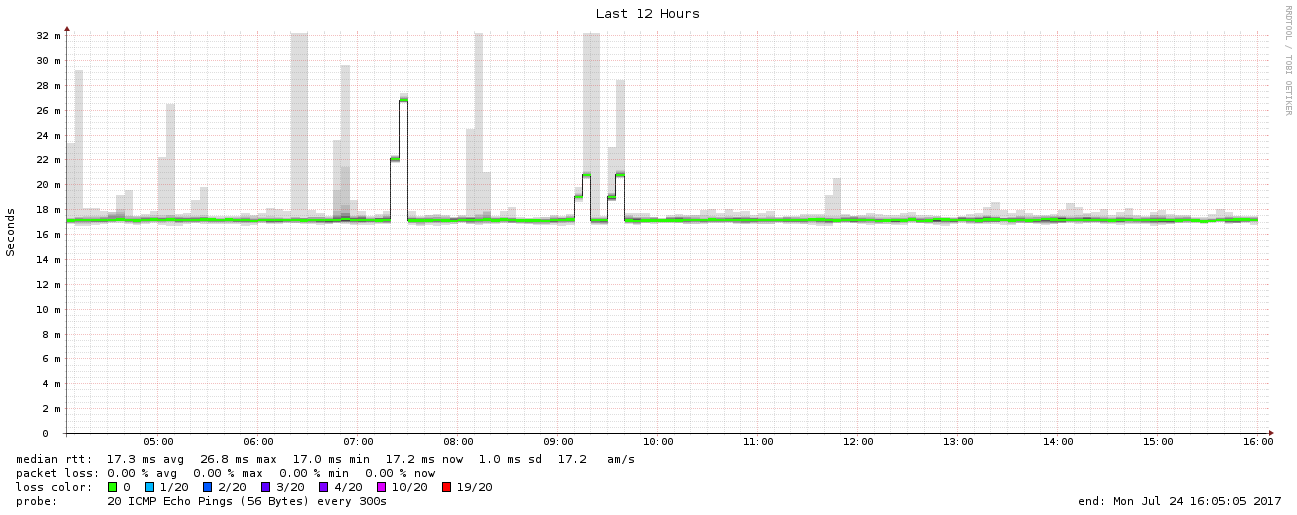 Last 12 Hours
RRDTOOL / TOBI OETIKER
Seconds
32 m
30 m
28 m
26 m
24 m
22 m
20 m
18 m
16 m
14 m
12 m
10 m
8 m
6 m
4 m
2 m
0
05:00 06:00 07:00 08:00 09:00 10:00 11:00 12:00 13:00 14:00 15:00 16:00
median rtt: 17.3 ms avg 26.8 ms max 17.0 ms min 17.2 ms now 1.0 ms sd 17.2 am/s
packet loss: 0.00 % avg 0.00 % max 0.00 % min 0.00 % now
loss color: 0 1/20 2/20 3/20 4/20 10/20 19/20
probe: 20 ICMP Echo Pings (56 Bytes) every 300s end: Mon Jul 24 16:05:05 2017